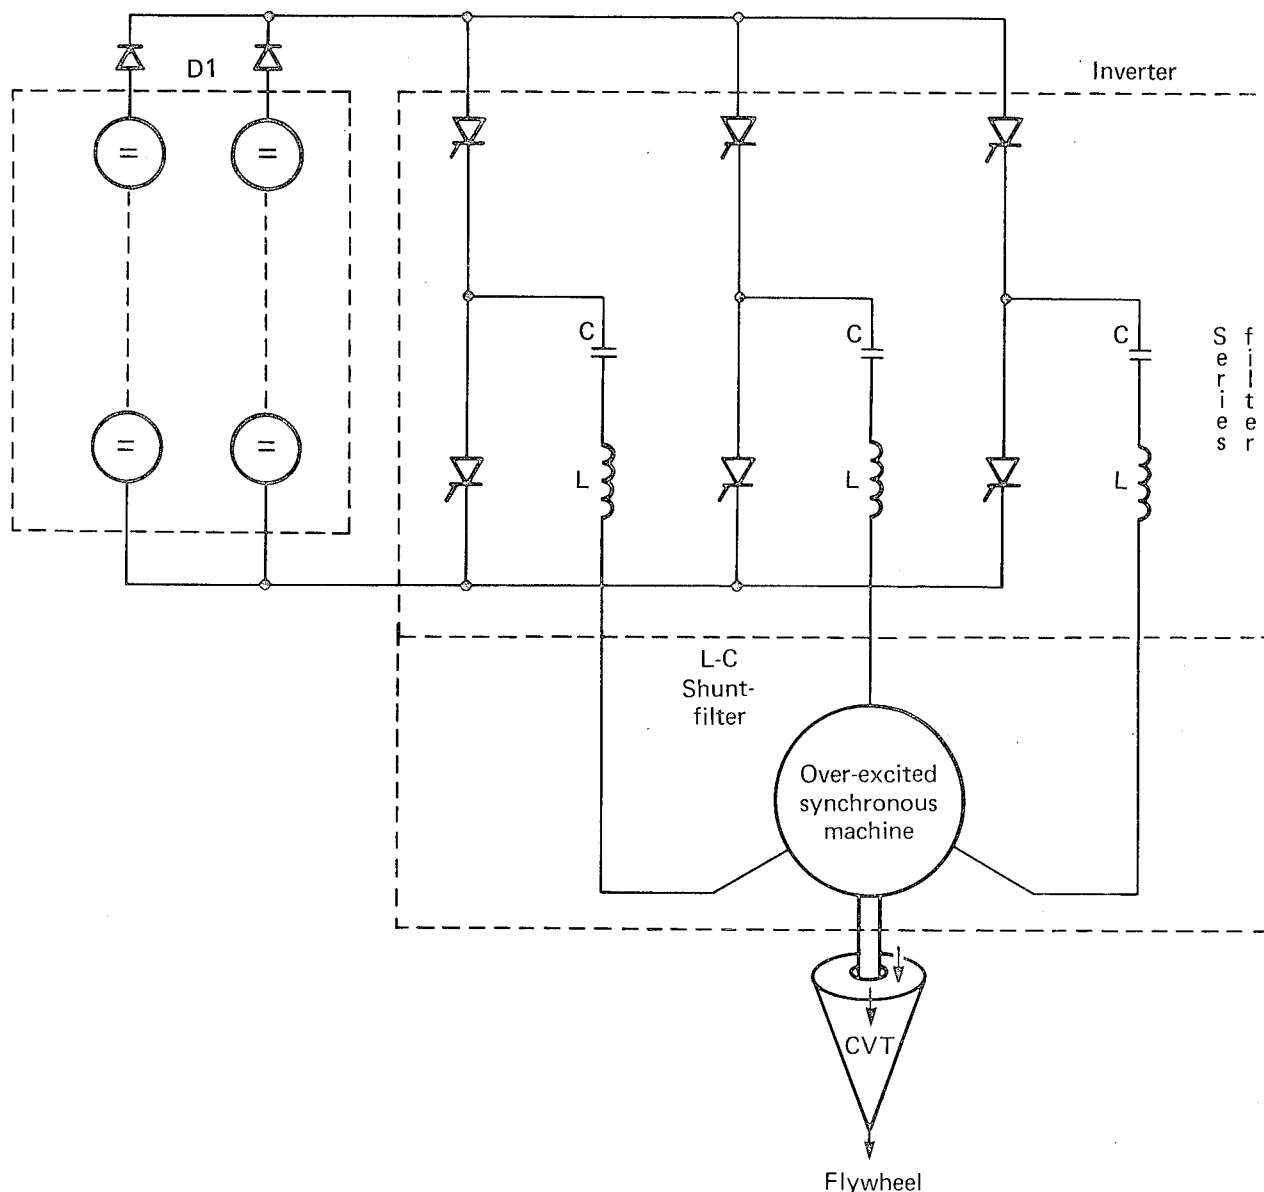 D1
Inverter
=
=
C
C
C
Series
filter
=
=
L
L
L
L-C
Shunt-
filter
Over-excited
synchronous
machine
CVT
Flywheel